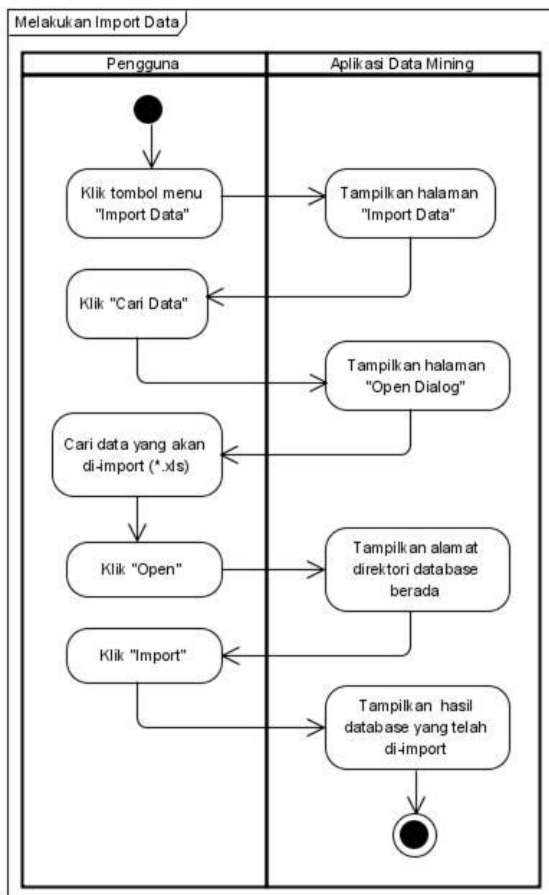 Melakukan Import Data
Pengguna
Aplikasi Data Mining
Klik tombol menu
"Import Data"
Tampilkan halaman
"Import Data"
Klik "Cari Data"
Tampilkan halaman
"Open Dialog"
Cari data yang akan
di-import (*.xls)
Klik "Open"
Tampilkan alamat
direktori database
berada
Klik "Import"
Tampilkan hasil
database yang telah
di-import